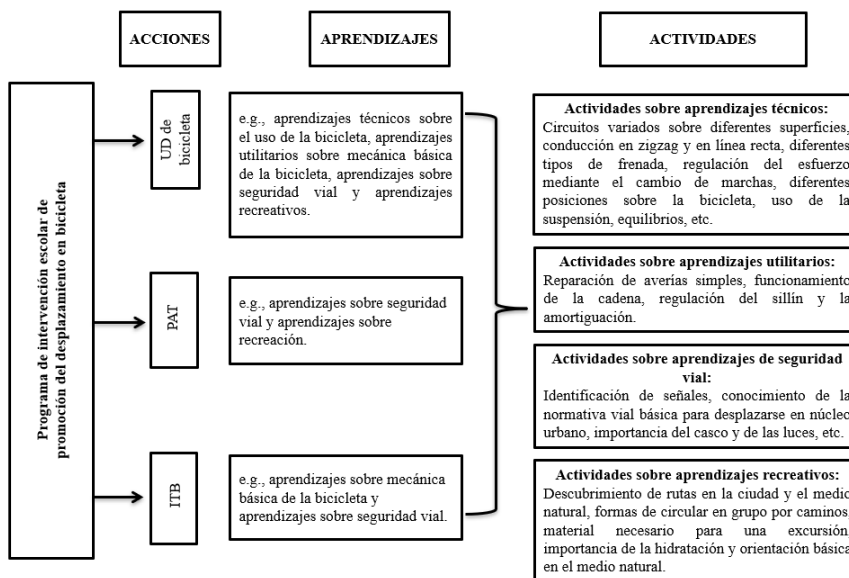 ACCIONES
APRENDIZAJES
ACTIVIDADES
Programa de intervención escolar de
promoción del desplazamiento en bicicleta
UD de
bicicleta
e.g., aprendizajes técnicos sobre
el uso de la bicicleta, aprendizajes
utilitarios sobre mecánica básica
de la bicicleta, aprendizajes sobre
seguridad vial y aprendizajes
recreativos.
PAT
e.g., aprendizajes sobre seguridad
vial y aprendizajes sobre
recreación.
ITB
e.g., aprendizajes sobre mecánica
básica de la bicicleta y
aprendizajes sobre seguridad vial.
Actividades sobre aprendizajes técnicos:
Circuitos variados sobre diferentes superficies,
conducción en zigzag y en línea recta, diferentes
tipos de frenada, regulación del esfuerzo
mediante el cambio de marchas, diferentes
posiciones sobre la bicicleta, uso de la
suspensión, equilibrios, etc.
Actividades sobre aprendizajes utilitarios:
Reparación de averías simples, funcionamiento
de la cadena, regulación del sillín y la
amortiguación.
Actividades sobre aprendizajes de seguridad
vial:
Identificación de señales, conocimiento de la
normativa vial básica para desplazarse en núcleo
urbano, importancia del casco y de las luces, etc.
Actividades sobre aprendizajes recreativos:
Descubrimiento de rutas en la ciudad y el medio
natural, formas de circular en grupo por caminos,
material necesario para una excursión,
importancia de la hidratación y orientación básica
en el medio natural.